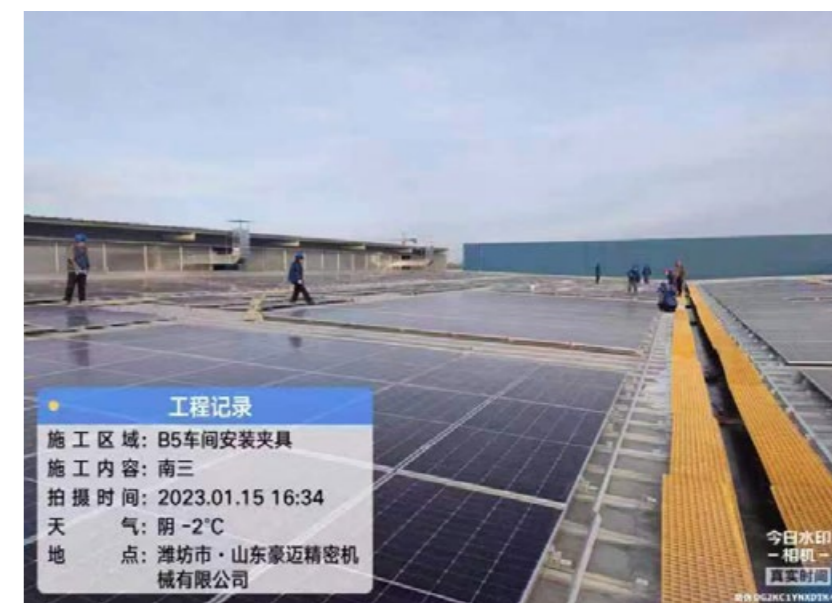 工程记录
施工区域：B5车间安装夹具
施工内容：南三
拍摄时间：2023.01.15 16:34
天气：阴 -2℃
地点：潍坊市·山东豪迈精密机
械有限公司
今日水印
-相机-
真实时间